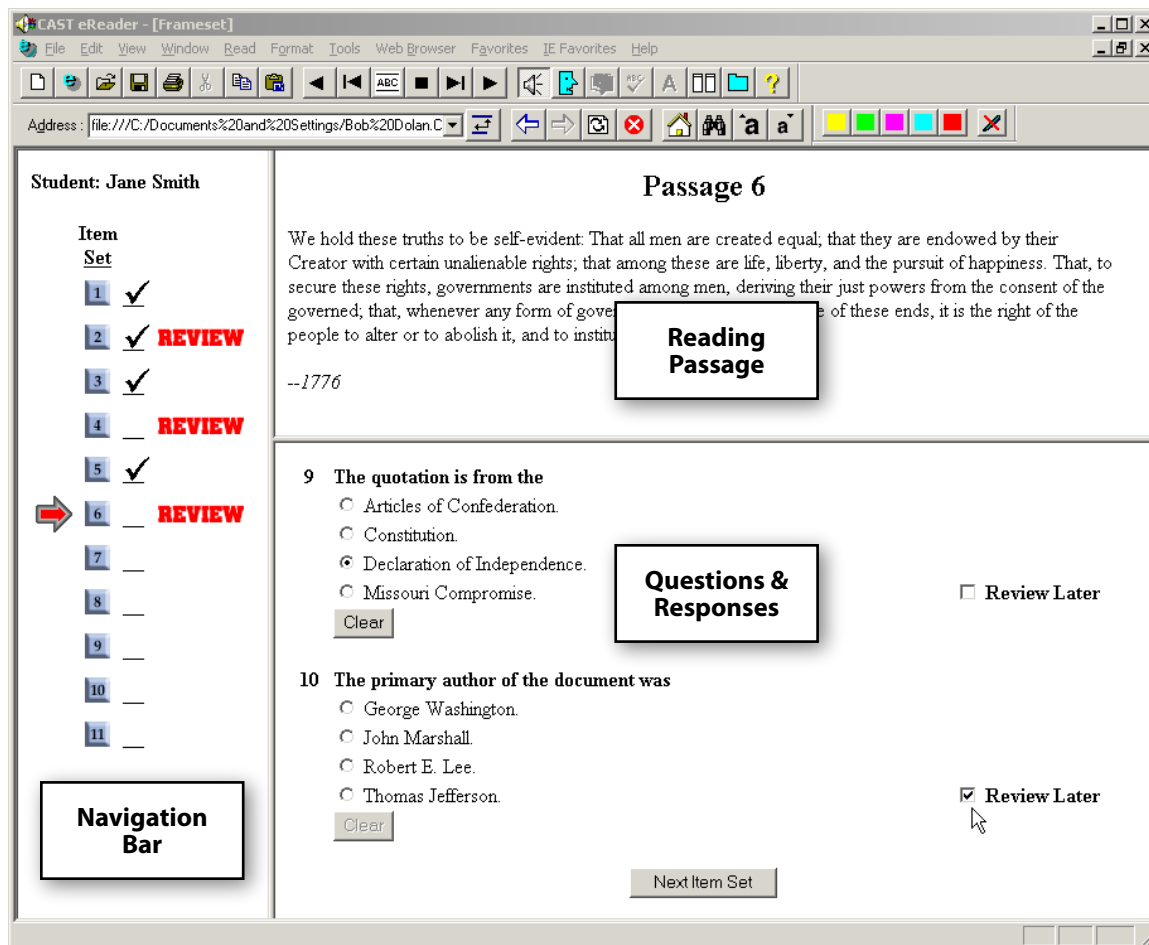 CAST eReader - [Frameset]
File Edit View Window Read Format Tools Web Browser Favorites IE Favorites Help
ABC ABC A ?
Address : file:///C:/Documents%20and%20Settings/Bob%20Dolan.C a a
Student: Jane Smith
Item
Set
1
2 REVIEW
3
4 REVIEW
5
6 REVIEW
7
8
9
10
11
Navigation
Bar
Passage 6
We hold these truths to be self-evident: That all men are created equal; that they are endowed by their
Creator with certain unalienable rights; that among these are life, liberty, and the pursuit of happiness. That, to
secure these rights, governments are instituted among men, deriving their just powers from the consent of the
governed; that, whenever any form of of these ends, it is the right of the
people to alter or to abolish it, and to
--1776
Reading
Passage
9 The quotation is from the
Articles of Confederation.
Constitution.
Declaration of Independence.
Missouri Compromise.
Clear
Review Later
Questions &
Responses
10 The primary author of the document was
George Washington.
John Marshall.
Robert E. Lee.
Thomas Jefferson.
Clear
Review Later
Next Item Set